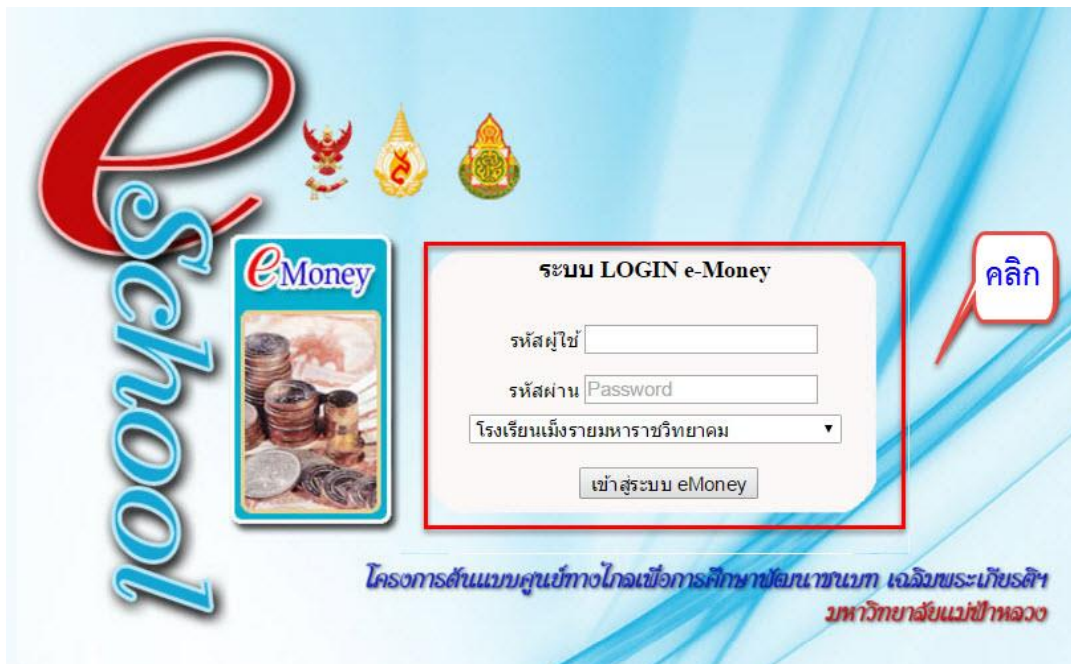 eSchool
eMoney
ระบบ LOGIN e-Money
คลิก
รหัสผู้ใช้
รหัสผ่าน Password
โรงเรียนเม็งรายมหาราชวิทยาคม
เข้าสู่ระบบ eMoney
โครงการต้นแบบศูนย์ทางไกลเพื่อการศึกษาพัฒนาชนบท เฉลิมพระเกียรติฯ
มหาวิทยาลัยแม่ฟ้าหลวง